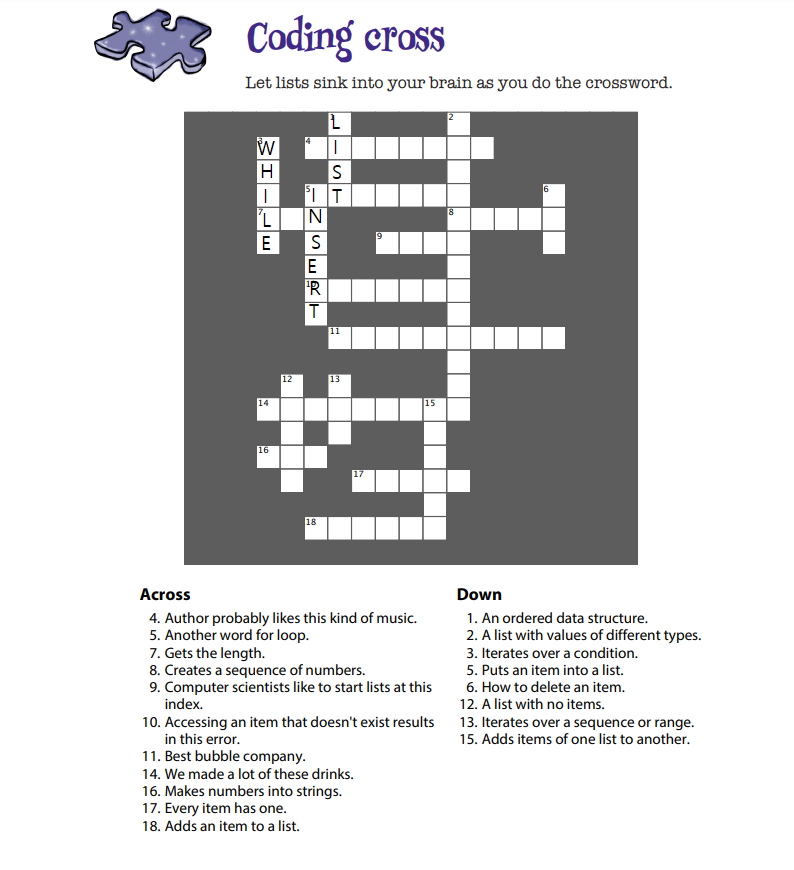 Coding cross
Let lists sink into your brain as you do the crossword.
1 L 2
3 W 4 I
H S
I 5 I T 6
7 L N 8
E S 9
E
10 R
T
11
12 13
14 15
16
17
18
Across
4. Author probably likes this kind of music.
5. Another word for loop.
7. Gets the length.
8. Creates a sequence of numbers.
9. Computer scientists like to start lists at this
index.
10. Accessing an item that doesn't exist results
in this error.
11. Best bubble company.
14. We made a lot of these drinks.
16. Makes numbers into strings.
17. Every item has one.
18. Adds an item to a list.
Down
1. An ordered data structure.
2. A list with values of different types.
3. Iterates over a condition.
5. Puts an item into a list.
6. How to delete an item.
12. A list with no items.
13. Iterates over a sequence or range.
15. Adds items of one list to another.